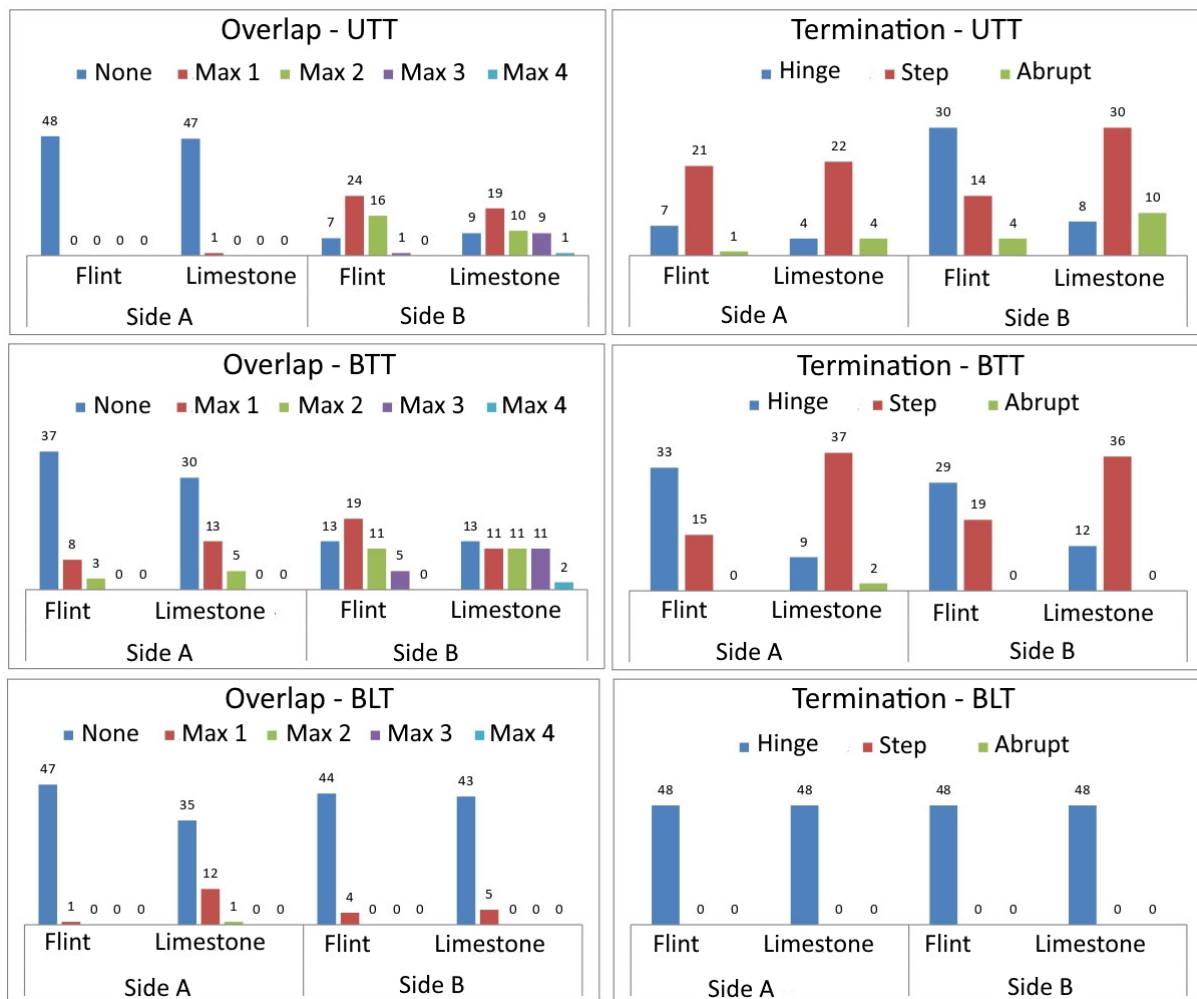 Overlap - UTT
None Max 1 Max 2 Max 3 Max 4
48 0 0 0 0 47 1 0 0 0 7 24 16 1 0 9 19 10 9 1
Flint Limestone Flint Limestone
Side A Side B
Termination - UTT
Hinge Step Abrupt
7 21 1 4 22 4 30 14 4 8 30 10
Flint Limestone Flint Limestone
Side A Side B
Overlap - BTT
None Max 1 Max 2 Max 3 Max 4
37 8 3 0 0 30 13 5 0 0 13 19 11 5 0 13 11 11 11 2
Flint Limestone Flint Limestone
Side A Side B
Termination - BTT
Hinge Step Abrupt
33 15 0 9 37 2 29 19 0 12 36 0
Flint Limestone Flint Limestone
Side A Side B
Overlap - BLT
None Max 1 Max 2 Max 3 Max 4
47 1 0 0 0 35 12 1 0 0 44 4 0 0 0 43 5 0 0 0
Flint Limestone Flint Limestone
Side A Side B
Termination - BLT
Hinge Step Abrupt
48 0 0 48 0 0 48 0 0 48 0 0
Flint Limestone Flint Limestone
Side A Side B